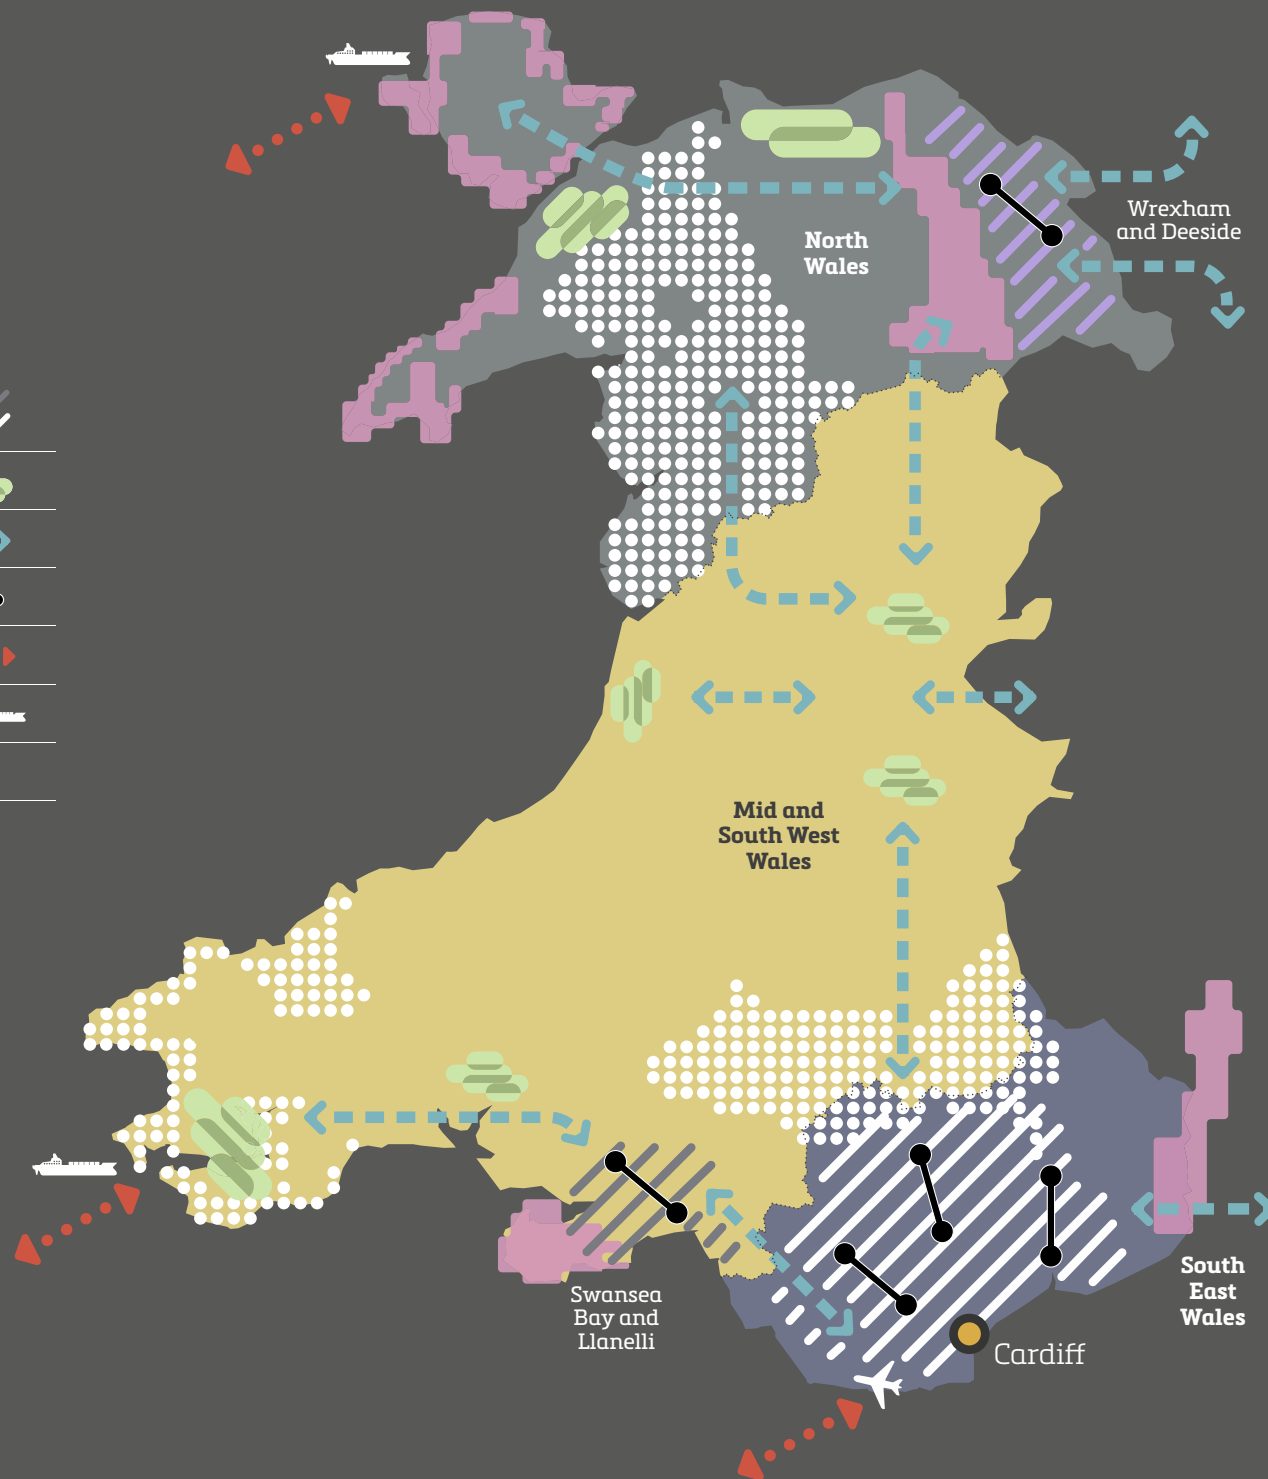 Wrexham
and Deeside
North
Wales
Mid and
South West
Wales
South
East
Wales
Swansea
Bay and
Llanelli
Cardiff